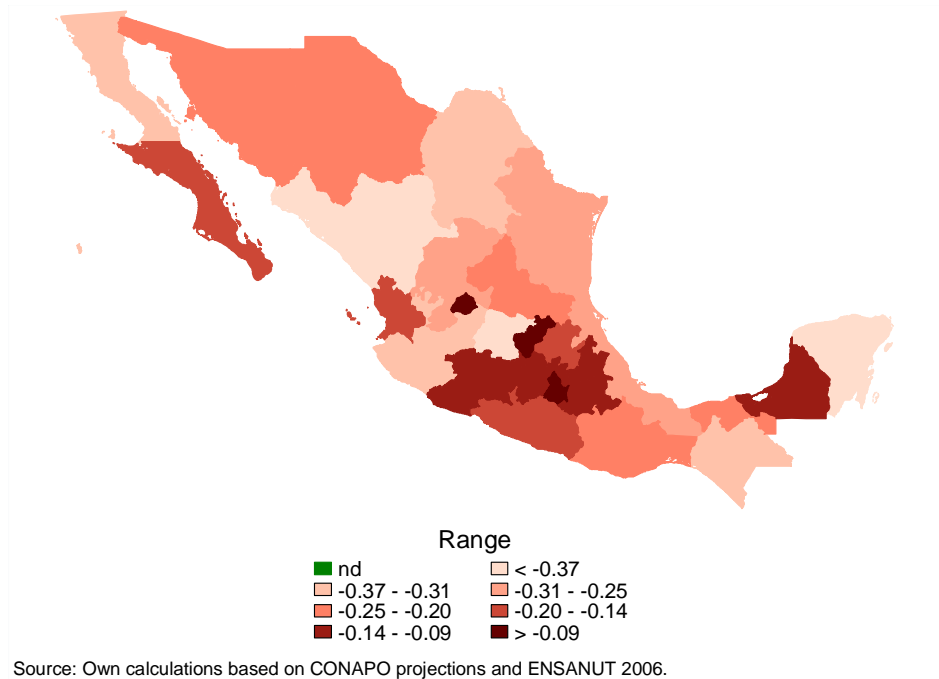 Range
nd
< -0.37
-0.37 - -0.31
-0.31 - -0.25
-0.25 - -0.20
-0.20 - -0.14
-0.14 - -0.09
> -0.09
Source: Own calculations based on CONAPO projections and ENSANUT 2006.